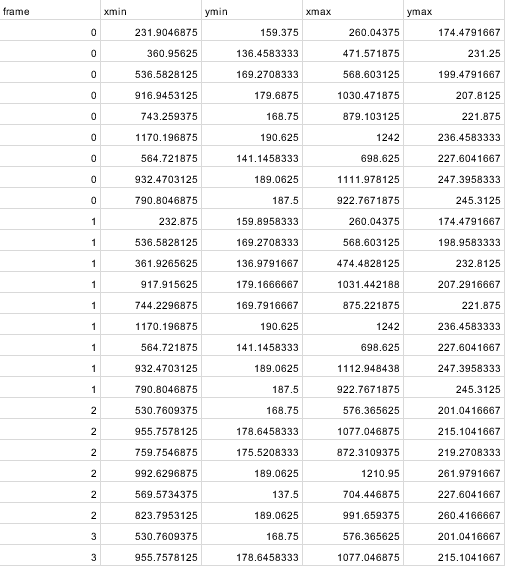 frame xmin ymin xmax ymax
0 231.9046875 159.375 260.04375 174.4791667
0 360.95625 136.4583333 471.571875 231.25
0 536.5828125 169.2708333 568.603125 199.4791667
0 916.9453125 179.6875 1030.471875 207.8125
0 743.259375 168.75 879.103125 221.875
0 1170.196875 190.625 1242 236.4583333
0 564.721875 141.1458333 698.625 227.6041667
0 932.4703125 189.0625 1111.978125 247.3958333
0 790.8046875 187.5 922.7671875 245.3125
1 232.875 159.8958333 260.04375 174.4791667
1 536.5828125 169.2708333 568.603125 198.9583333
1 361.9265625 136.9791667 474.4828125 232.8125
1 917.915625 179.1666667 1031.442188 207.2916667
1 744.2296875 169.7916667 875.221875 221.875
1 1170.196875 190.625 1242 236.4583333
1 564.721875 141.1458333 698.625 227.6041667
1 932.4703125 189.0625 1112.948438 247.3958333
1 790.8046875 187.5 922.7671875 245.3125
2 530.7609375 168.75 576.365625 201.0416667
2 955.7578125 178.6458333 1077.046875 215.1041667
2 759.7546875 175.5208333 872.3109375 219.2708333
2 992.6296875 189.0625 1210.95 261.9791667
2 569.5734375 137.5 704.446875 227.6041667
2 823.7953125 189.0625 991.659375 260.4166667
3 530.7609375 168.75 576.365625 201.0416667
3 955.7578125 178.6458333 1077.046875 215.1041667